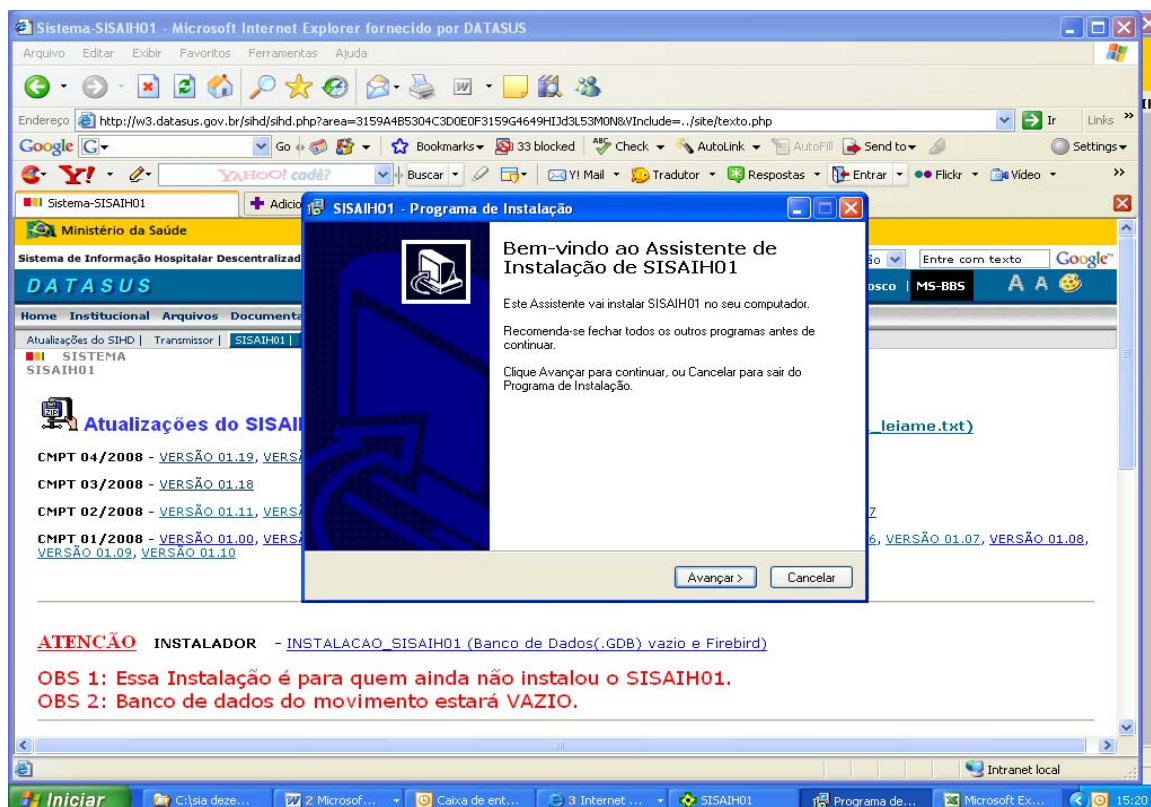 Sistema-SISAIH01 - Microsoft Internet Explorer fornecido por DATASUS
Arquivo Editar Exibir Favoritos Ferramentas Ajuda
Endereço http://w3.datasus.gov.br/sihd/sihd.php?area=3159A4B5304C3D0E0F3159G4649HIJd3L53M0N&VInclude=../site/texto.php Ir Links »
Google G Go Bookmarks 33 blocked Check AutoLink AutoFill Send to Settings
Y! YAHOO! cadê? Buscar Y! Mail Tradutor Respostas Entrar Flickr Vídeo »
Sistema-SISAIH01 Adicio
SISAIH01 - Programa de Instalação
Ministério da Saúde
Sistema de Informação Hospitalar Descentralizad
ão Entre com texto Google
DATASUS
osco | MS-BBS A A
Home Institucional Arquivos Documenta
Atualizações do SIHD | Transmissor | SISAIH01 |
SISTEMA
SISAIH01
Bem-vindo ao Assistente de
Instalação de SISAIH01
Este Assistente vai instalar SISAIH01 no seu computador.
Recomenda-se fechar todos os outros programas antes de
continuar.
Clique Avançar para continuar, ou Cancelar para sair do
Programa de Instalação.
Avançar > Cancelar
Atualizações do SISAI _leiame.txt)
CMPT 04/2008 - VERSÃO 01.19, VERSÃ
CMPT 03/2008 - VERSÃO 01.18
CMPT 02/2008 - VERSÃO 01.11, VERSÃ 7
CMPT 01/2008 - VERSÃO 01.00, VERSÃ 6, VERSÃO 01.07, VERSÃO 01.08,
VERSÃO 01.09, VERSÃO 01.10
ATENÇÃO INSTALADOR - INSTALACAO_SISAIH01 (Banco de Dados(.GDB) vazio e Firebird)
OBS 1: Essa Instalação é para quem ainda não instalou o SISAIH01.
OBS 2: Banco de dados do movimento estará VAZIO.
Intranet local
Iniciar C:\sia deze... 2 Microsof... Caixa de ent... 3 Internet ... SISAIH01 Programa de... Microsoft Ex... 15:20